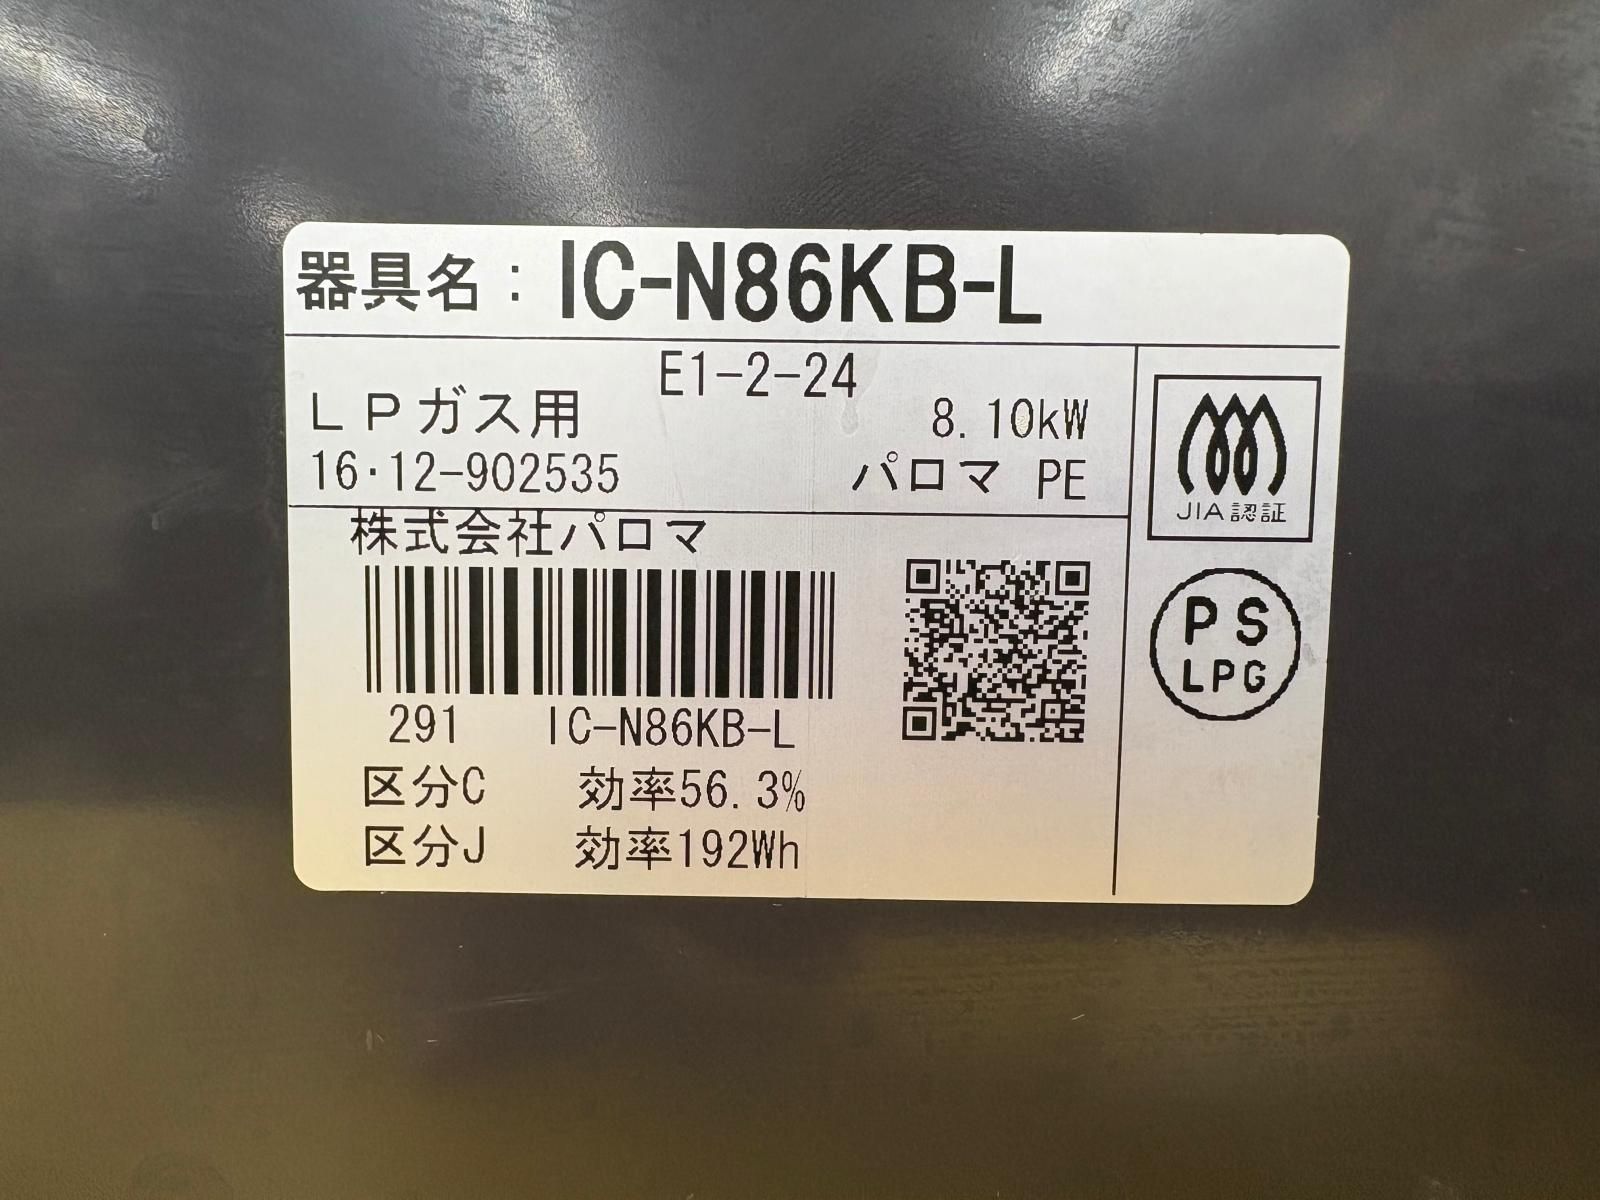 器具名：IC-N86KB-L
E1-2-24
LPガス用
8.10kW
16・12-902535
パロマ PE
JIA認証
株式会社パロマ
PS
LPG
291 IC-N86KB-L
区分C 効率56.3%
区分J 効率192Wh